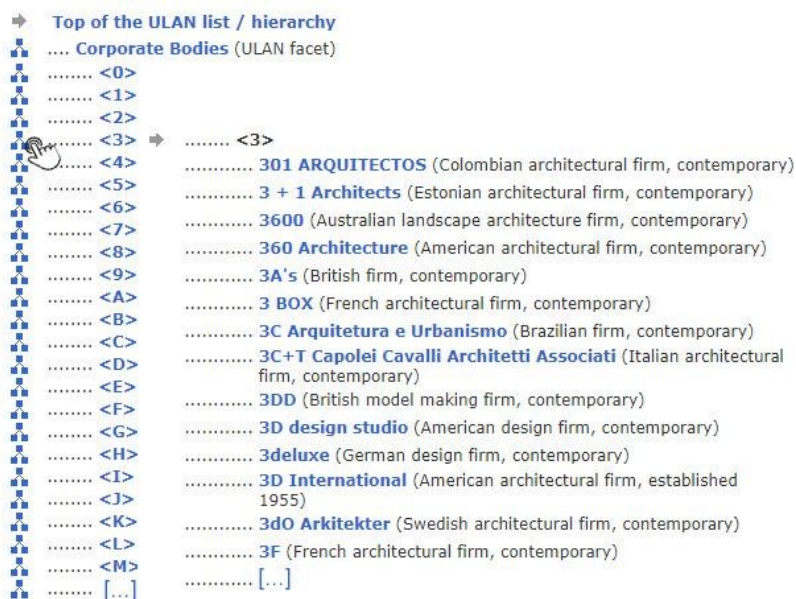 Top of the ULAN list / hierarchy
.... Corporate Bodies (ULAN facet)
........ <0>
........ <1>
........ <2>
........ <3>
........ <4>
........ <5>
........ <6>
........ <7>
........ <8>
........ <9>
........ <A>
........ <B>
........ <C>
........ <D>
........ <E>
........ <F>
........ <G>
........ <H>
........ <I>
........ <J>
........ <K>
........ <L>
........ <M>
........ [...]
........ <3>
............ 301 ARQUITECTOS (Colombian architectural firm, contemporary)
............ 3 + 1 Architects (Estonian architectural firm, contemporary)
............ 3600 (Australian landscape architecture firm, contemporary)
............ 360 Architecture (American architectural firm, contemporary)
............ 3A's (British firm, contemporary)
............ 3 BOX (French architectural firm, contemporary)
............ 3C Arquitetura e Urbanismo (Brazilian firm, contemporary)
............ 3C+T Capolei Cavalli Architetti Associati (Italian architectural
firm, contemporary)
............ 3DD (British model making firm, contemporary)
............ 3D design studio (American design firm, contemporary)
............ 3deluxe (German design firm, contemporary)
............ 3D International (American architectural firm, established
1955)
............ 3dO Arkitekter (Swedish architectural firm, contemporary)
............ 3F (French architectural firm, contemporary)
............ [...]